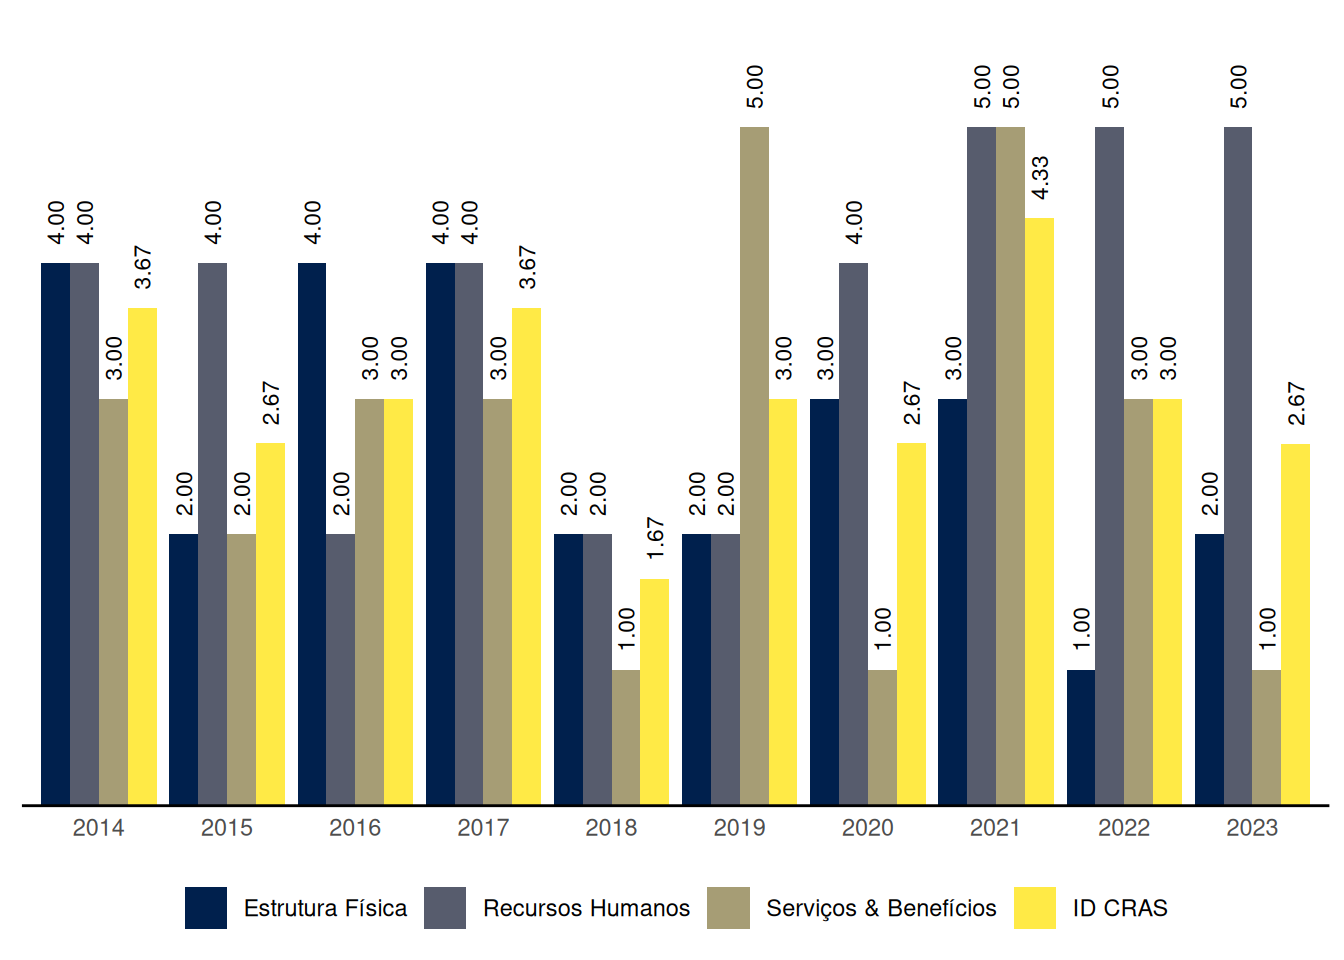 5.00 5.00 5.00 5.00 5.00
4.33
4.00 4.00 4.00 4.00 4.00 4.00 4.00
3.67 3.67
3.00 3.00 3.00 3.00 3.00 3.00 3.00 3.00 3.00
2.67 2.67 2.67
2.00 2.00 2.00 2.00 2.00 2.00 2.00 2.00
1.67
1.00 1.00 1.00 1.00
2014 2015 2016 2017 2018 2019 2020 2021 2022 2023
Estrutura Física Recursos Humanos Serviços & Benefícios ID CRAS